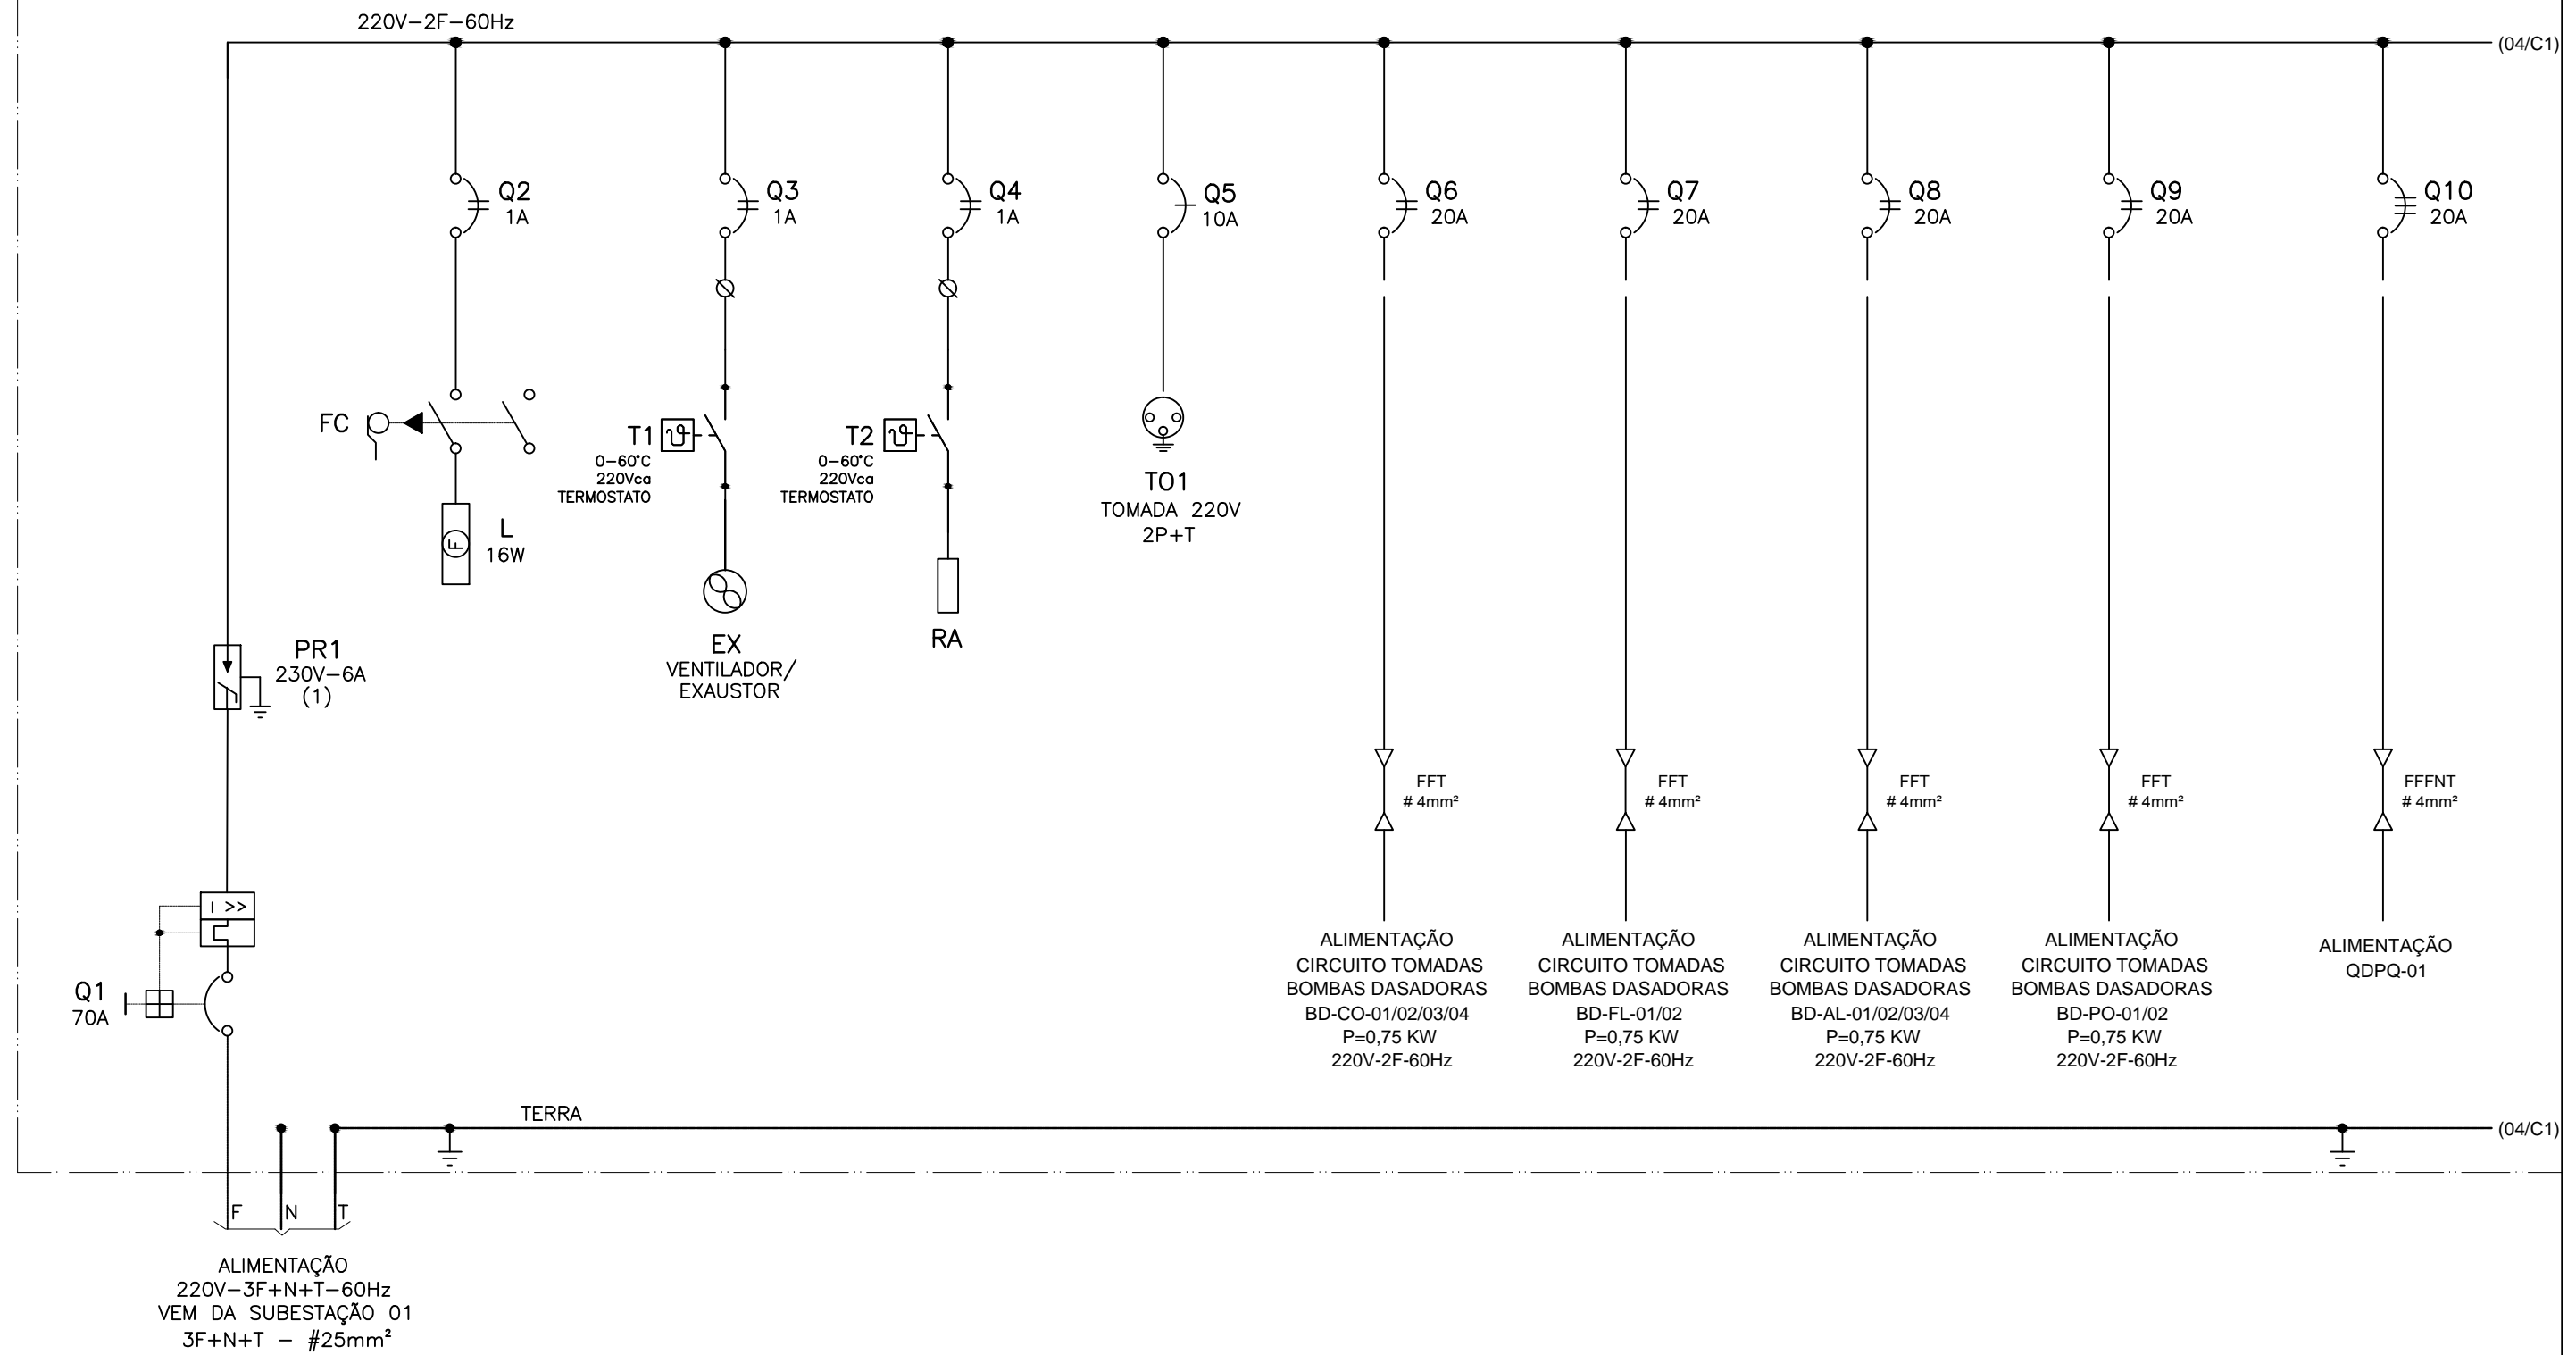 220V-2F-60Hz
(04/C1)
Q2
1A
Q3
1A
Q4
1A
Q5
10A
Q6
20A
Q7
20A
Q8
20A
Q9
20A
Q10
20A
FC
T1
0-60°C
220Vca
TERMOSTATO
T2
0-60°C
220Vca
TERMOSTATO
TO1
TOMADA 220V
2P+T
F
L
16W
EX
VENTILADOR/
EXAUSTOR
RA
PR1
230V-6A
(1)
FFT
# 4mm²
FFT
# 4mm²
FFT
# 4mm²
FFT
# 4mm²
FFFNT
# 4mm²
I >>
Q1
70A
ALIMENTAÇÃO
CIRCUITO TOMADAS
BOMBAS DASADORAS
BD-CO-01/02/03/04
P=0,75 KW
220V-2F-60Hz
ALIMENTAÇÃO
CIRCUITO TOMADAS
BOMBAS DASADORAS
BD-FL-01/02
P=0,75 KW
220V-2F-60Hz
ALIMENTAÇÃO
CIRCUITO TOMADAS
BOMBAS DASADORAS
BD-AL-01/02/03/04
P=0,75 KW
220V-2F-60Hz
ALIMENTAÇÃO
CIRCUITO TOMADAS
BOMBAS DASADORAS
BD-PO-01/02
P=0,75 KW
220V-2F-60Hz
ALIMENTAÇÃO
QDPQ-01
TERRA
(04/C1)
F
N
T
ALIMENTAÇÃO
220V-3F+N+T-60Hz
VEM DA SUBESTAÇÃO 01
3F+N+T - #25mm²